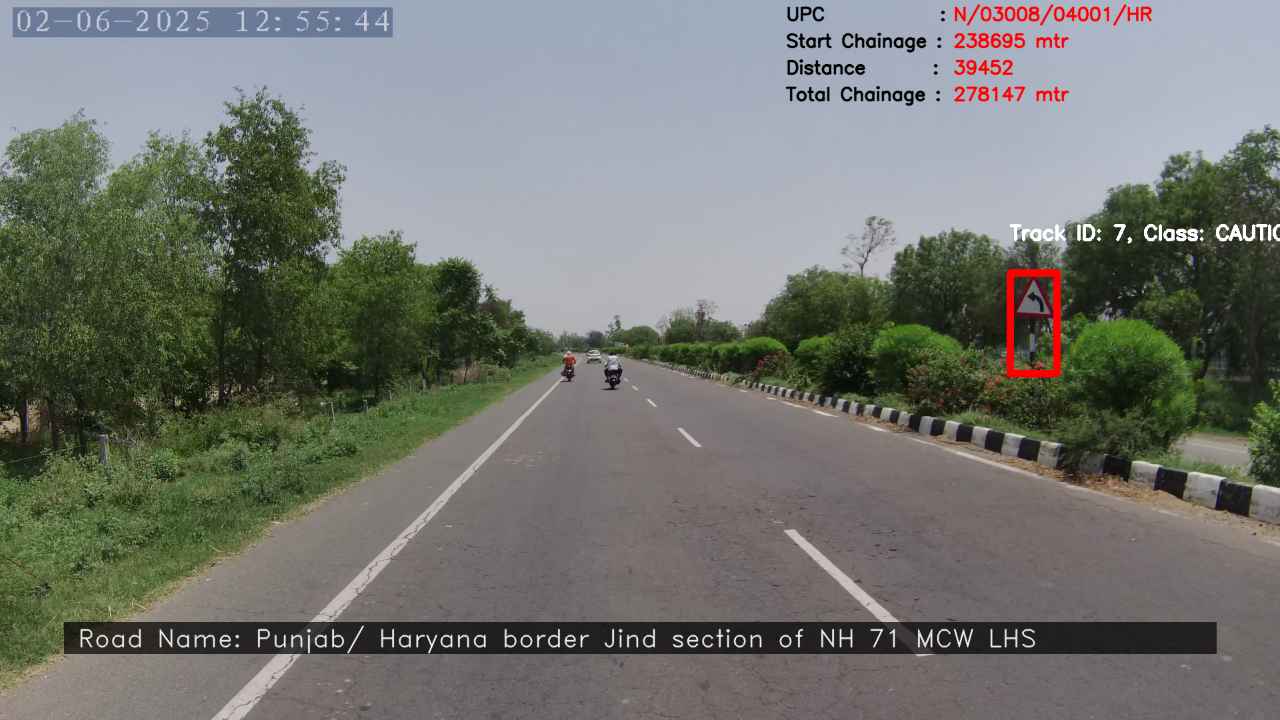 02-06-2025 12:55:44
UPC : N/03008/04001/HR
Start Chainage : 238695 mtr
Distance : 39452
Total Chainage : 278147 mtr
Track ID: 7, Class: CAUTIO
Road Name: Punjab/ Haryana border Jind section of NH 71 MCW LHS